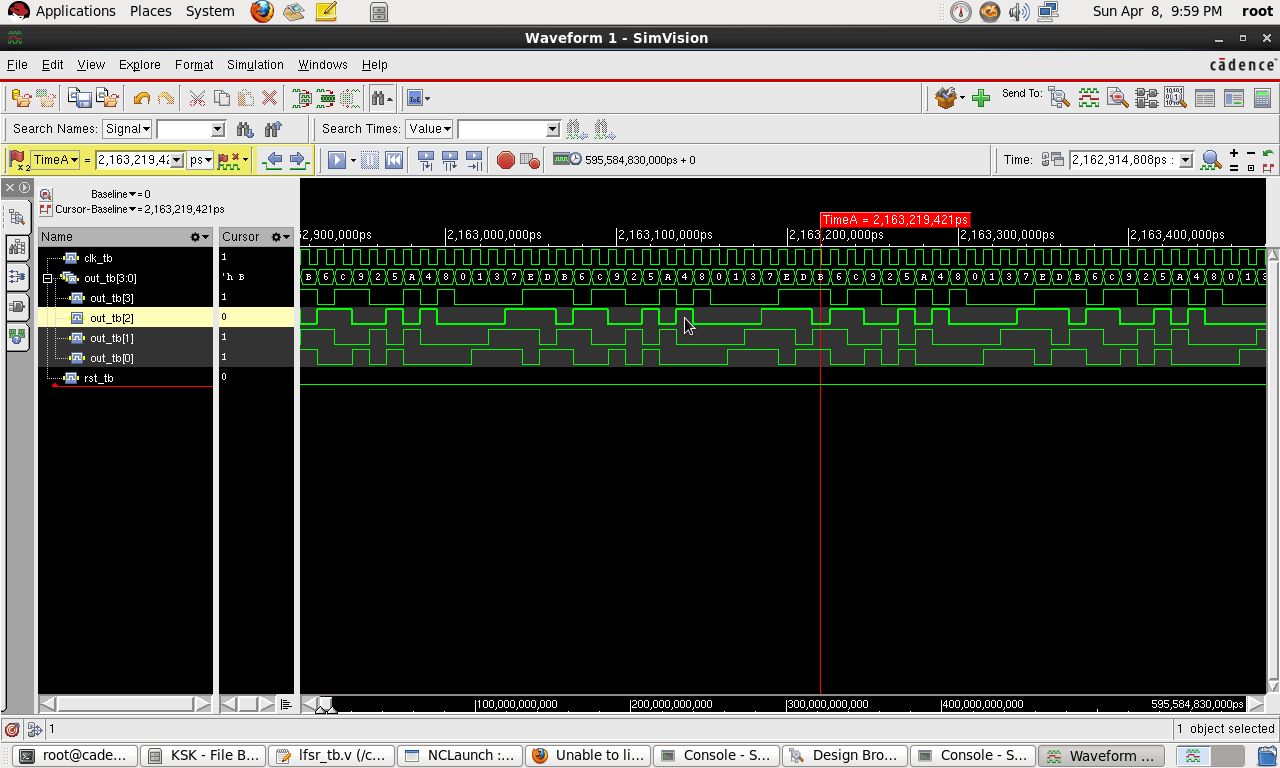 Applications Places System Sun Apr 8, 9:59 PM root
Waveform 1 - SimVision
File Edit View Explore Format Simulation Windows Help cādence
Send To:
Search Names: Signal Search Times: Value
TimeA = 2,163,219,42 ps 595,584,830,000ps + 0 Time: 2,162,914,808ps :
x2
Baseline = 0
Cursor-Baseline = 2,163,219,421ps
TimeA = 2,163,219,421ps
Name Cursor 2,900,000ps 2,163,000,000ps 2,163,100,000ps 2,163,200,000ps 2,163,300,000ps 2,163,400,000ps
clk_tb 1
out_tb[3:0] 'h B B 6 C 9 2 5 A 4 8 0 1 3 7 E D B 6 C 9 2 5 A 4 8 0 1 3 7 E D B 6 C 9 2 5 A 4 8 0 1 3 7 E D B 6 C 9 2 5 A 4 8 0 1
out_tb[3] 1
out_tb[2] 0
out_tb[1] 1
out_tb[0] 1
rst_tb 0
100,000,000,000 200,000,000,000 300,000,000,000 400,000,000,000 595,584,830,000ps
1 1 object selected
root@cade... KSK - File B... lfsr_tb.v (/c... NCLaunch :... Unable to li... Console - S... Design Bro... Console - S... Waveform ...